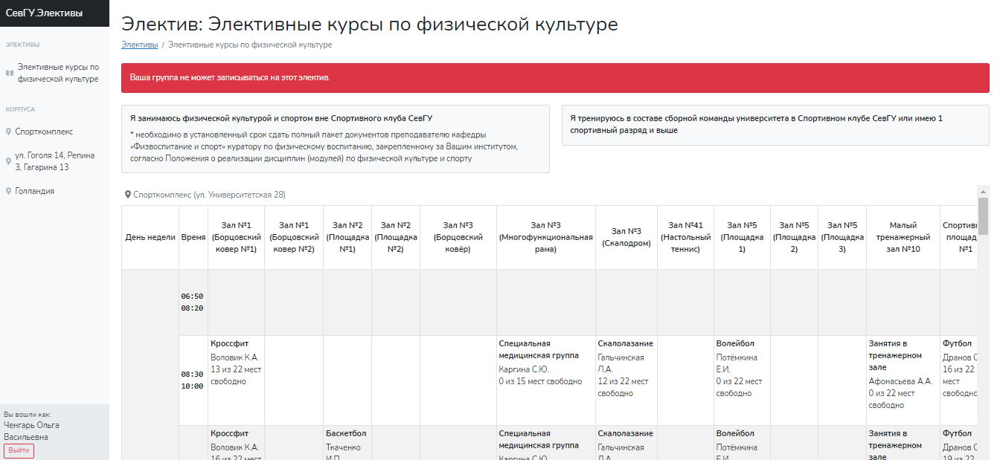 СевГУ.Элективы
ЭЛЕКТИВЫ
Элективные курсы по
физической культуре
КОРПУСА
Спорткомплекс
ул. Гоголя 14, Репина
3, Гагарина 13
Голландия
Вы вошли как:
Ченгарь Ольга
Васильевна
Выйти
Электив: Элективные курсы по физической культуре
Элективы / Элективные курсы по физической культуре
Ваша группа не может записываться на этот электив.
Я занимаюсь физической культурой и спортом вне Спортивного клуба СевГУ
* необходимо в установленный срок сдать полный пакет документов преподавателю кафедры
«Физвоспитание и спорт» куратору по физическому воспитанию, закрепленному за Вашим институтом,
согласно Положения о реализации дисциплин (модулей) по физической культуре и спорту
Я тренируюсь в составе сборной команды университета в Спортивном клубе СевГУ или имею 1
спортивный разряд и выше
Спорткомплекс (ул. Университетская 28)
День недели
Время
Зал №1
(Борцовский
ковер №1)
Зал №1
(Борцовский
ковер №2)
Зал №2
(Площадка
№1)
Зал №2
(Площадка
№2)
Зал №3
(Борцовский
ковёр)
Зал №3
(Многофункциональная
рама)
Зал №3
(Скалодром)
Зал №41
(Настольный
теннис)
Зал №5
(Площадка
1)
Зал №5
(Площадка
2)
Зал №5
(Площадка
3)
Малый
тренажерный
зал №10
Спортивн
площад
№1
06:50
08:20
08:30
10:00
Кроссфит
Воловик К.А.
13 из 22 мест
свободно
Специальная
медицинская группа
Каргина С.Ю.
0 из 15 мест свободно
Скалолазание
Гальчинская
Л.А.
12 из 22 мест
свободно
Волейбол
Потёмкина
Е.И.
0 из 22 мест
свободно
Занятия в
тренажерном
зале
Афонасьева А.А.
0 из 22 мест
свободно
Футбол
Дранов О
16 из 22
мест
свободно
Кроссфит
Воловик К.А.
16 из 22 мест
Баскетбол
Ткаченко
И.П.
Специальная
медицинская группа
Каргина С.Ю.
Скалолазание
Гальчинская
Л.А.
Волейбол
Потёмкина
Е.И.
Занятия в
тренажерном
зале
Футбол
Дранов О
19 из 22